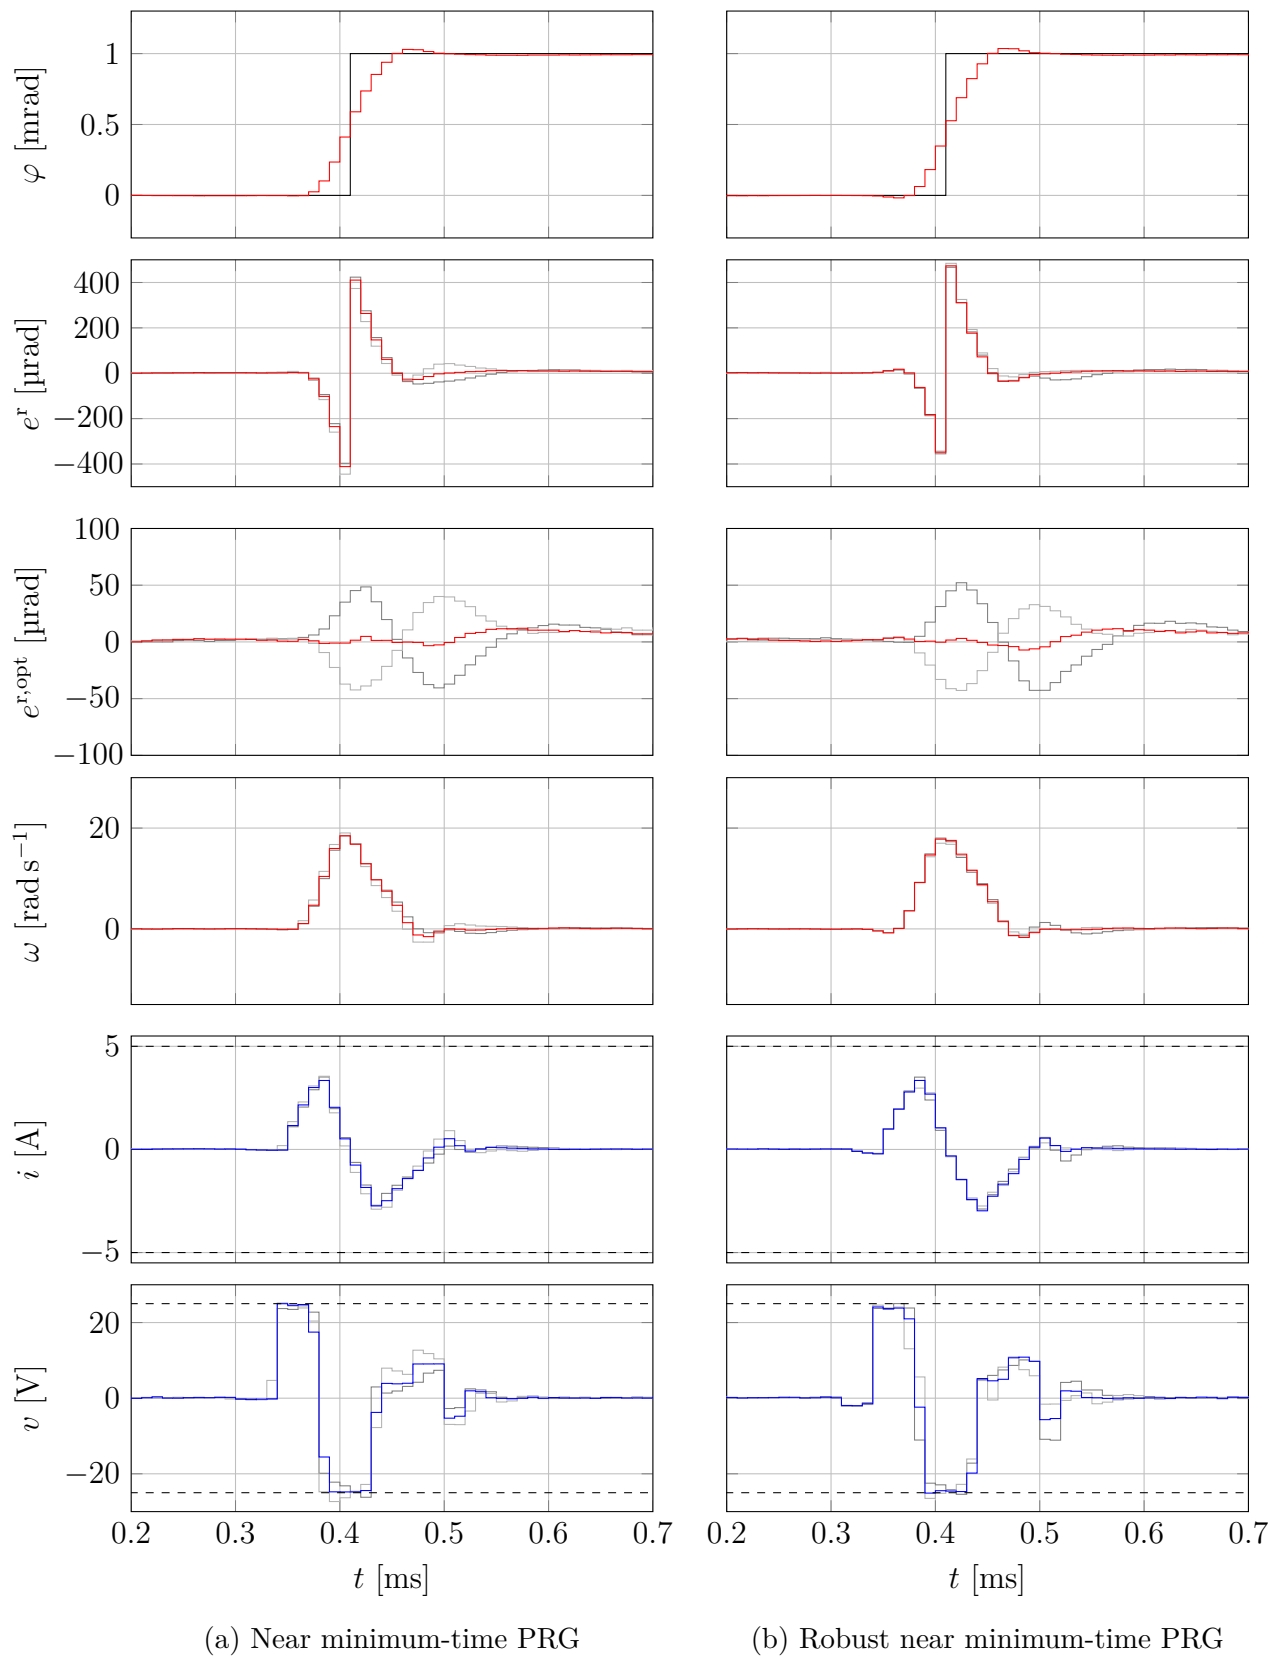 φ [mrad]
1
0.5
0
eʳ [µrad]
400
200
0
−200
−400
eʳ,ᵒᵖᵗ [µrad]
100
50
0
−50
−100
ω [rad s⁻¹]
20
0
i [A]
5
0
−5
v [V]
20
0
−20
0.2 0.3 0.4 0.5 0.6 0.7
0.2 0.3 0.4 0.5 0.6 0.7
t [ms]
t [ms]
(a) Near minimum-time PRG
(b) Robust near minimum-time PRG